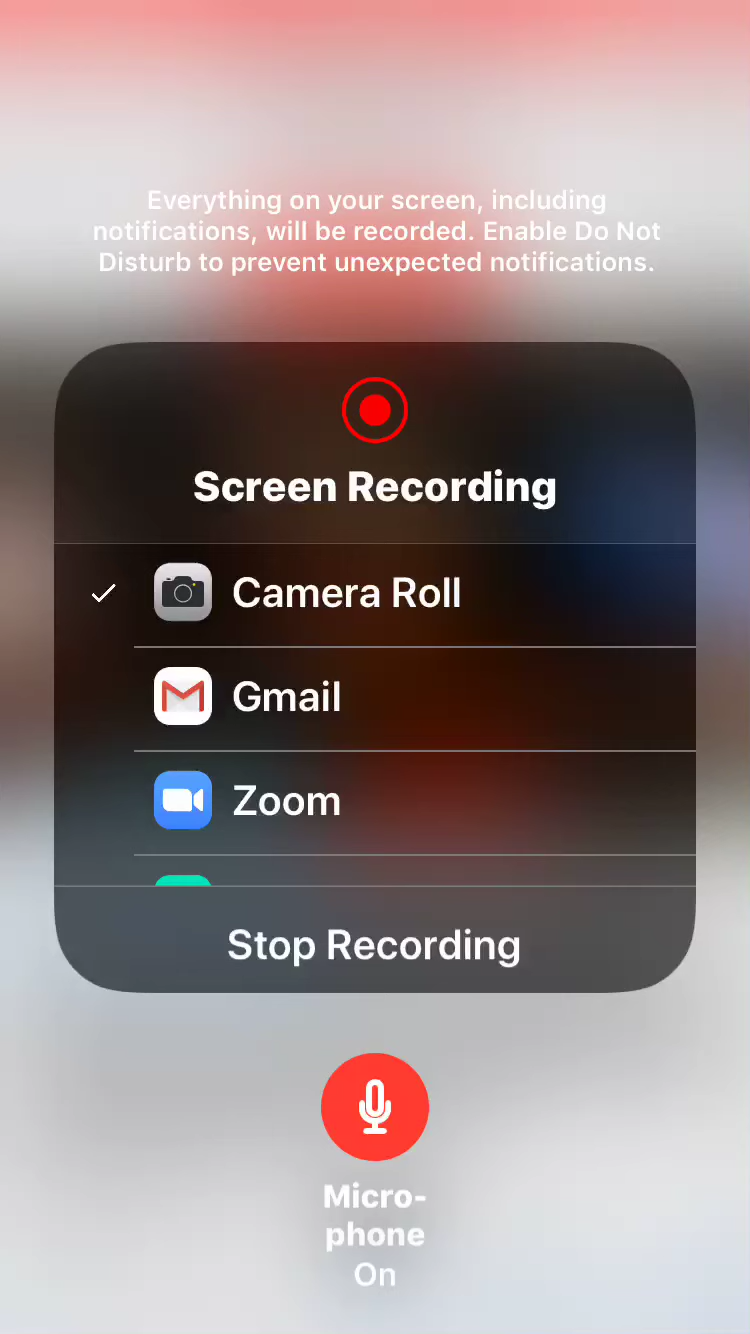 Everything on your screen, including
notifications, will be recorded. Enable Do Not
Disturb to prevent unexpected notifications.
Screen Recording
Camera Roll
Gmail
Zoom
Stop Recording
Micro-
phone
On